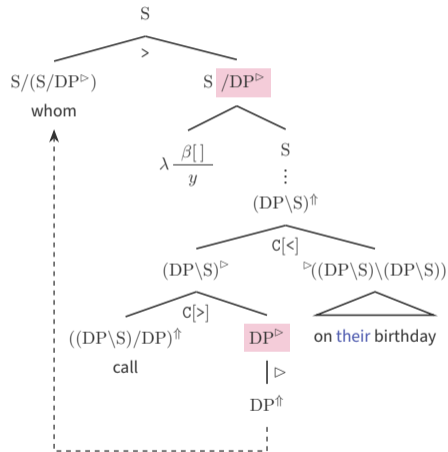 S
>
S/(S/DP▷) S /DP▷
whom
λ β[ ] / y S
⋮
(DP\S)⇑
C[<]
(DP\S)▷ ▷((DP\S)\(DP\S))
C[>]
((DP\S)/DP)⇑ DP▷ on their birthday
call
▷
DP⇑